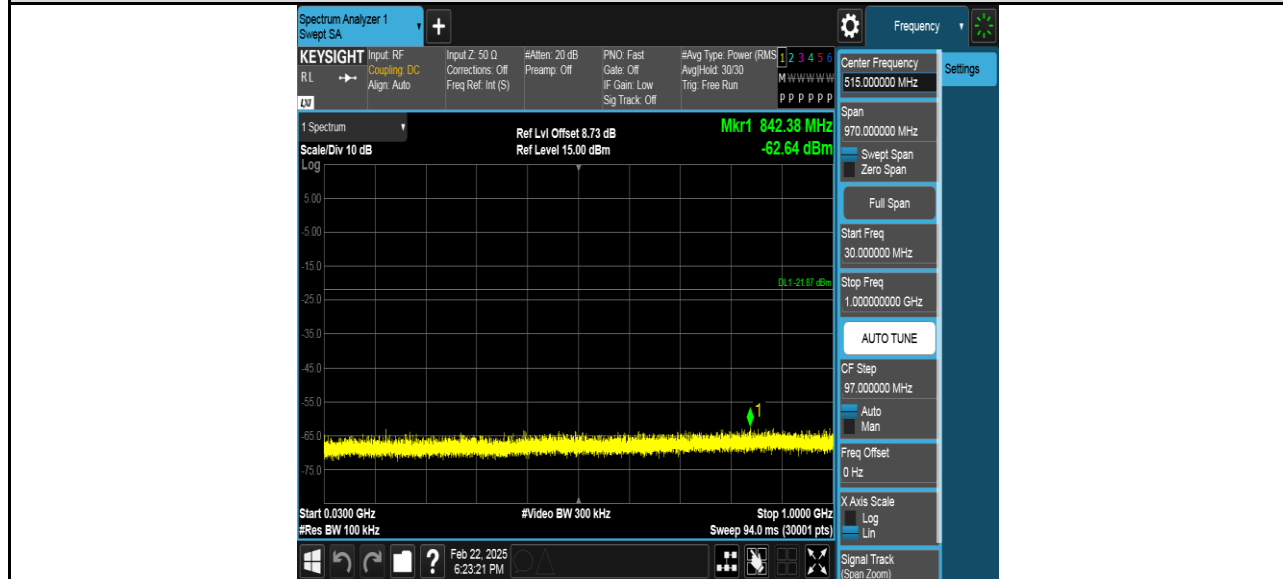 Spectrum Analyzer 1
Swept SA
+
Frequency
KEYSIGHT
RL
LXI
Input: RF
Coupling: DC
Align: Auto
Input Z: 50 Ω
Corrections: Off
Freq Ref: Int (S)
#Atten: 20 dB
Preamp: Off
PNO: Fast
Gate: Off
IF Gain: Low
Sig Track: Off
#Avg Type: Power (RMS
Avg|Hold: 30/30
Trig: Free Run
1 2 3 4 5 6
M W W W W W
P P P P P P
1 Spectrum
Scale/Div 10 dB
Ref Lvl Offset 8.73 dB
Ref Level 15.00 dBm
Mkr1 842.38 MHz
-62.64 dBm
Log
5.00
-5.00
-15.0
DL1 -21.87 dBm
-25.0
-35.0
-45.0
-55.0
1
-65.0
-75.0
Start 0.0300 GHz
#Video BW 300 kHz
Stop 1.0000 GHz
#Res BW 100 kHz
Sweep 94.0 ms (30001 pts)
?
Feb 22, 2025
6:23:21 PM
Center Frequency
515.000000 MHz
Settings
Span
970.000000 MHz
Swept Span
Zero Span
Full Span
Start Freq
30.000000 MHz
Stop Freq
1.000000000 GHz
AUTO TUNE
CF Step
97.000000 MHz
Auto
Man
Freq Offset
0 Hz
X Axis Scale
Log
Lin
Signal Track
(Span Zoom)